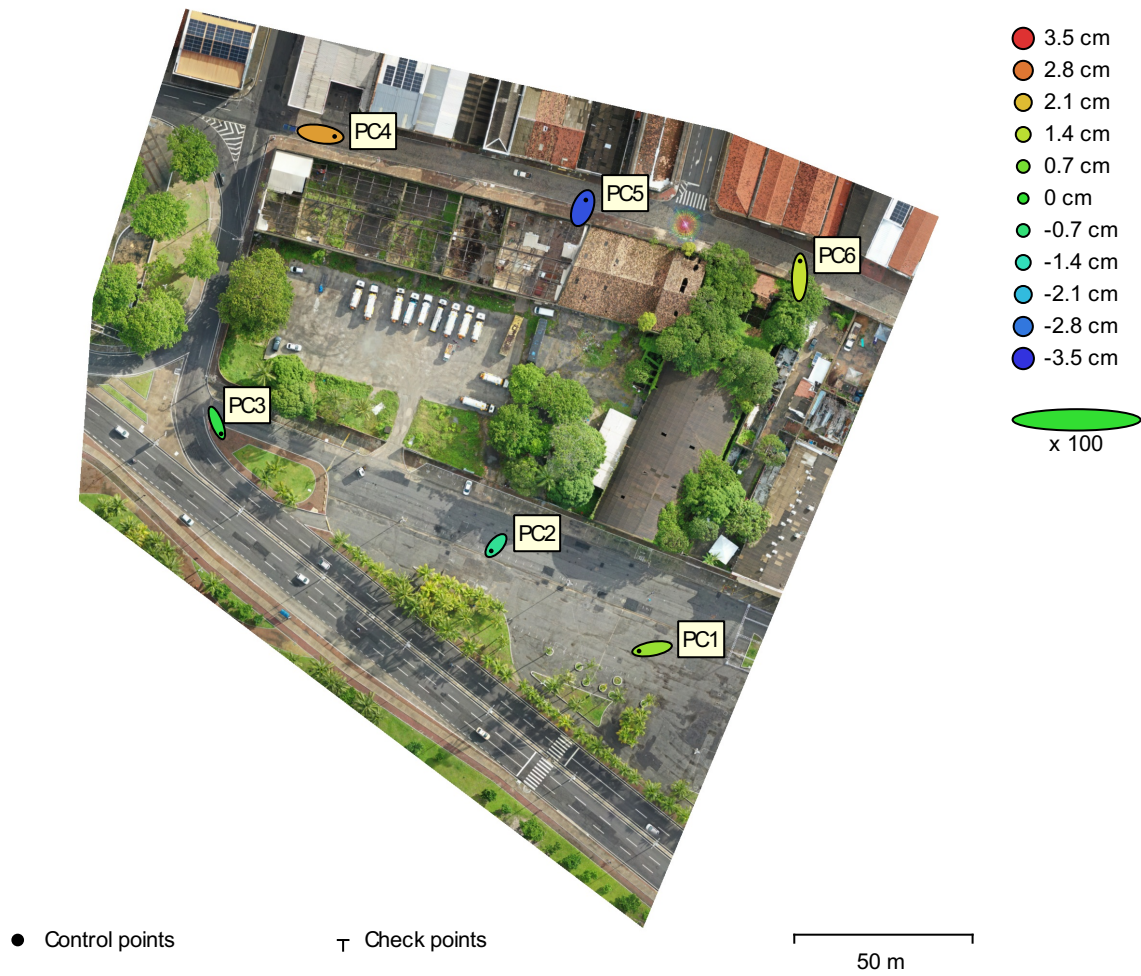 3.5 cm
2.8 cm
2.1 cm
1.4 cm
0.7 cm
0 cm
-0.7 cm
-1.4 cm
-2.1 cm
-2.8 cm
-3.5 cm
x 100
PC4
PC5
PC6
PC3
PC2
PC1
Control points
Check points
50 m